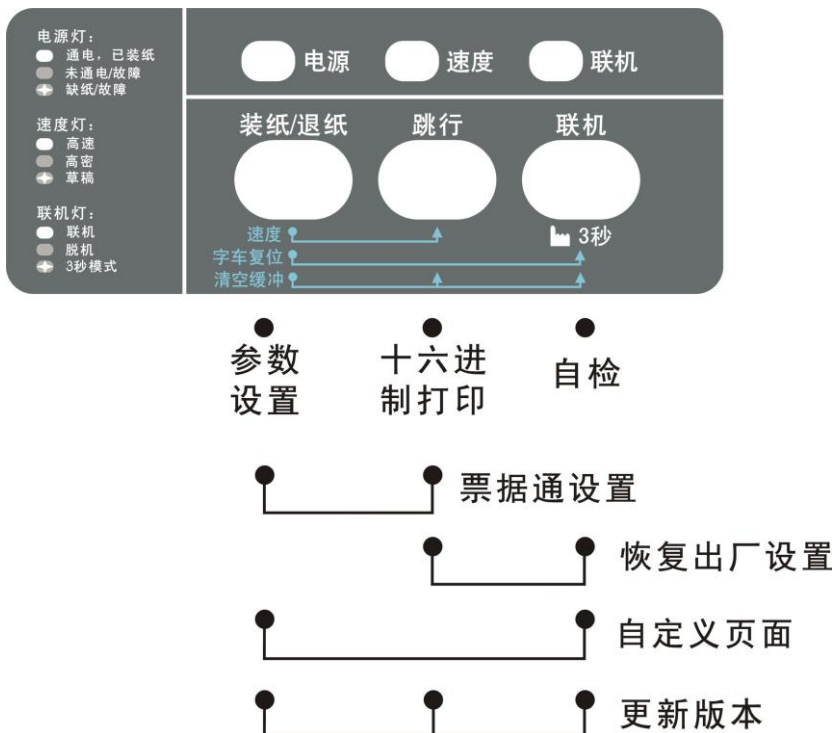 电源灯：
通电，已装纸
未通电/故障
缺纸/故障
速度灯：
高速
高密
草稿
联机灯：
联机
脱机
3秒模式
电源 速度 联机
装纸/退纸 跳行 联机
速度 3秒
字车复位
清空缓冲
参数
设置
十六进
制打印
自检
票据通设置
恢复出厂设置
自定义页面
更新版本